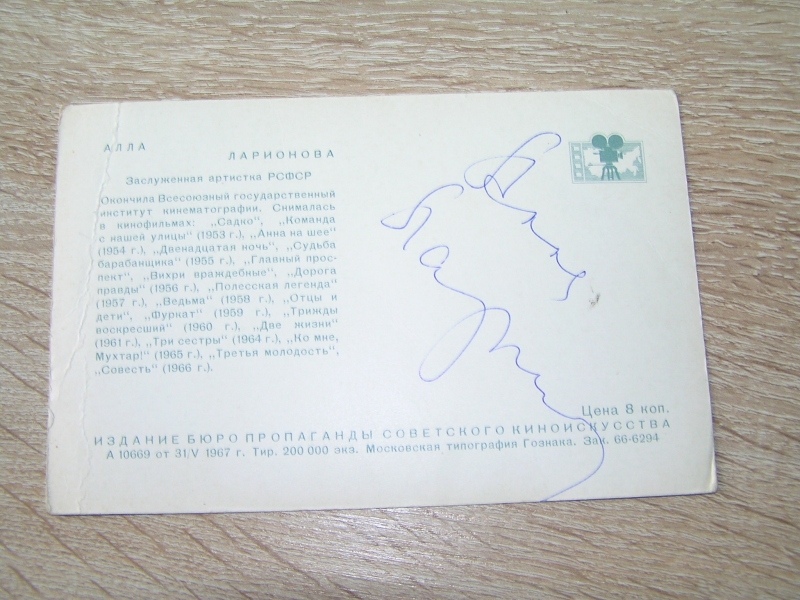 АЛЛА
ЛАРИОНОВА
Заслуженная артистка РСФСР
Окончила Всесоюзный государственный
институт кинематографии. Снималась
в кинофильмах: „Садко“, „Команда
с нашей улицы“ (1953 г.), „Анна на шее“
(1954 г.), „Двенадцатая ночь“, „Судьба
барабанщика“ (1955 г.), „Главный прос-
пект“, „Вихри враждебные“, „Дорога
правды“ (1956 г.), „Полесская легенда“
(1957 г.), „Ведьма“ (1958 г.), „Отцы и
дети“, „Фуркат“ (1959 г.), „Трижды
воскресший“ (1960 г.), „Две жизни“
(1961 г.), „Три сестры“ (1964 г.), „Ко мне,
Мухтар!“ (1965 г.), „Третья молодость“,
„Совесть“ (1966 г.).
Алла
Лари
Цена 8 коп.
ИЗДАНИЕ БЮРО ПРОПАГАНДЫ СОВЕТСКОГО КИНОИСКУССТВА
А 10669 от 31/V 1967 г. Тир. 200 000 экз. Московская типография Гознака. Зак. 66-6294